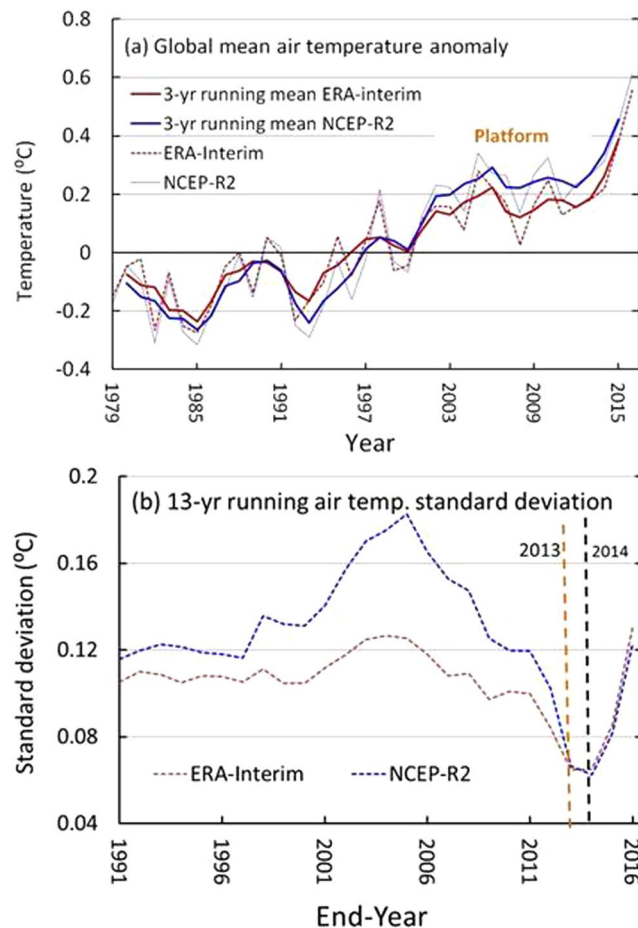 (a) Global mean air temperature anomaly
3-yr running mean ERA-interim
3-yr running mean NCEP-R2
ERA-Interim
NCEP-R2
Platform
Temperature (⁰C)
0.8
0.6
0.4
0.2
0
-0.2
-0.4
1979
1985
1991
1997
2003
2009
2015
Year
(b) 13-yr running air temp. standard deviation
2013
2014
Standard deviation (⁰C)
0.2
0.16
0.12
0.08
0.04
ERA-Interim
NCEP-R2
1991
1996
2001
2006
2011
2016
End-Year